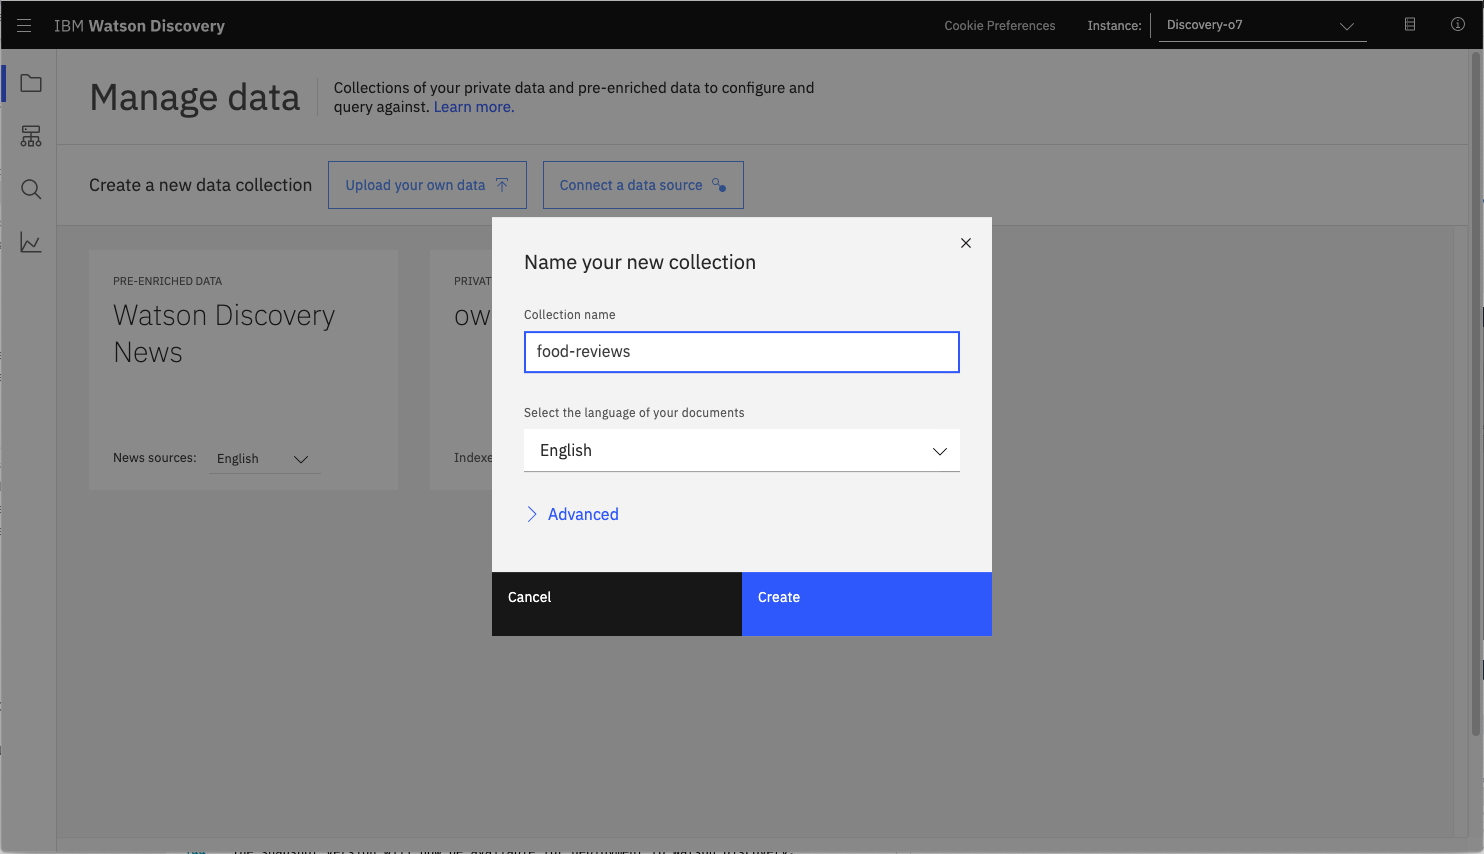 IBM Watson Discovery
Cookie Preferences
Instance:
Discovery-o7
Manage data
Collections of your private data and pre-enriched data to configure and
query against. Learn more.
Create a new data collection
Upload your own data
Connect a data source
PRE-ENRICHED DATA
Watson Discovery
News
News sources:
English
PRIVAT
ow
Indexe
Name your new collection
Collection name
food-reviews
Select the language of your documents
English
Advanced
Cancel
Create